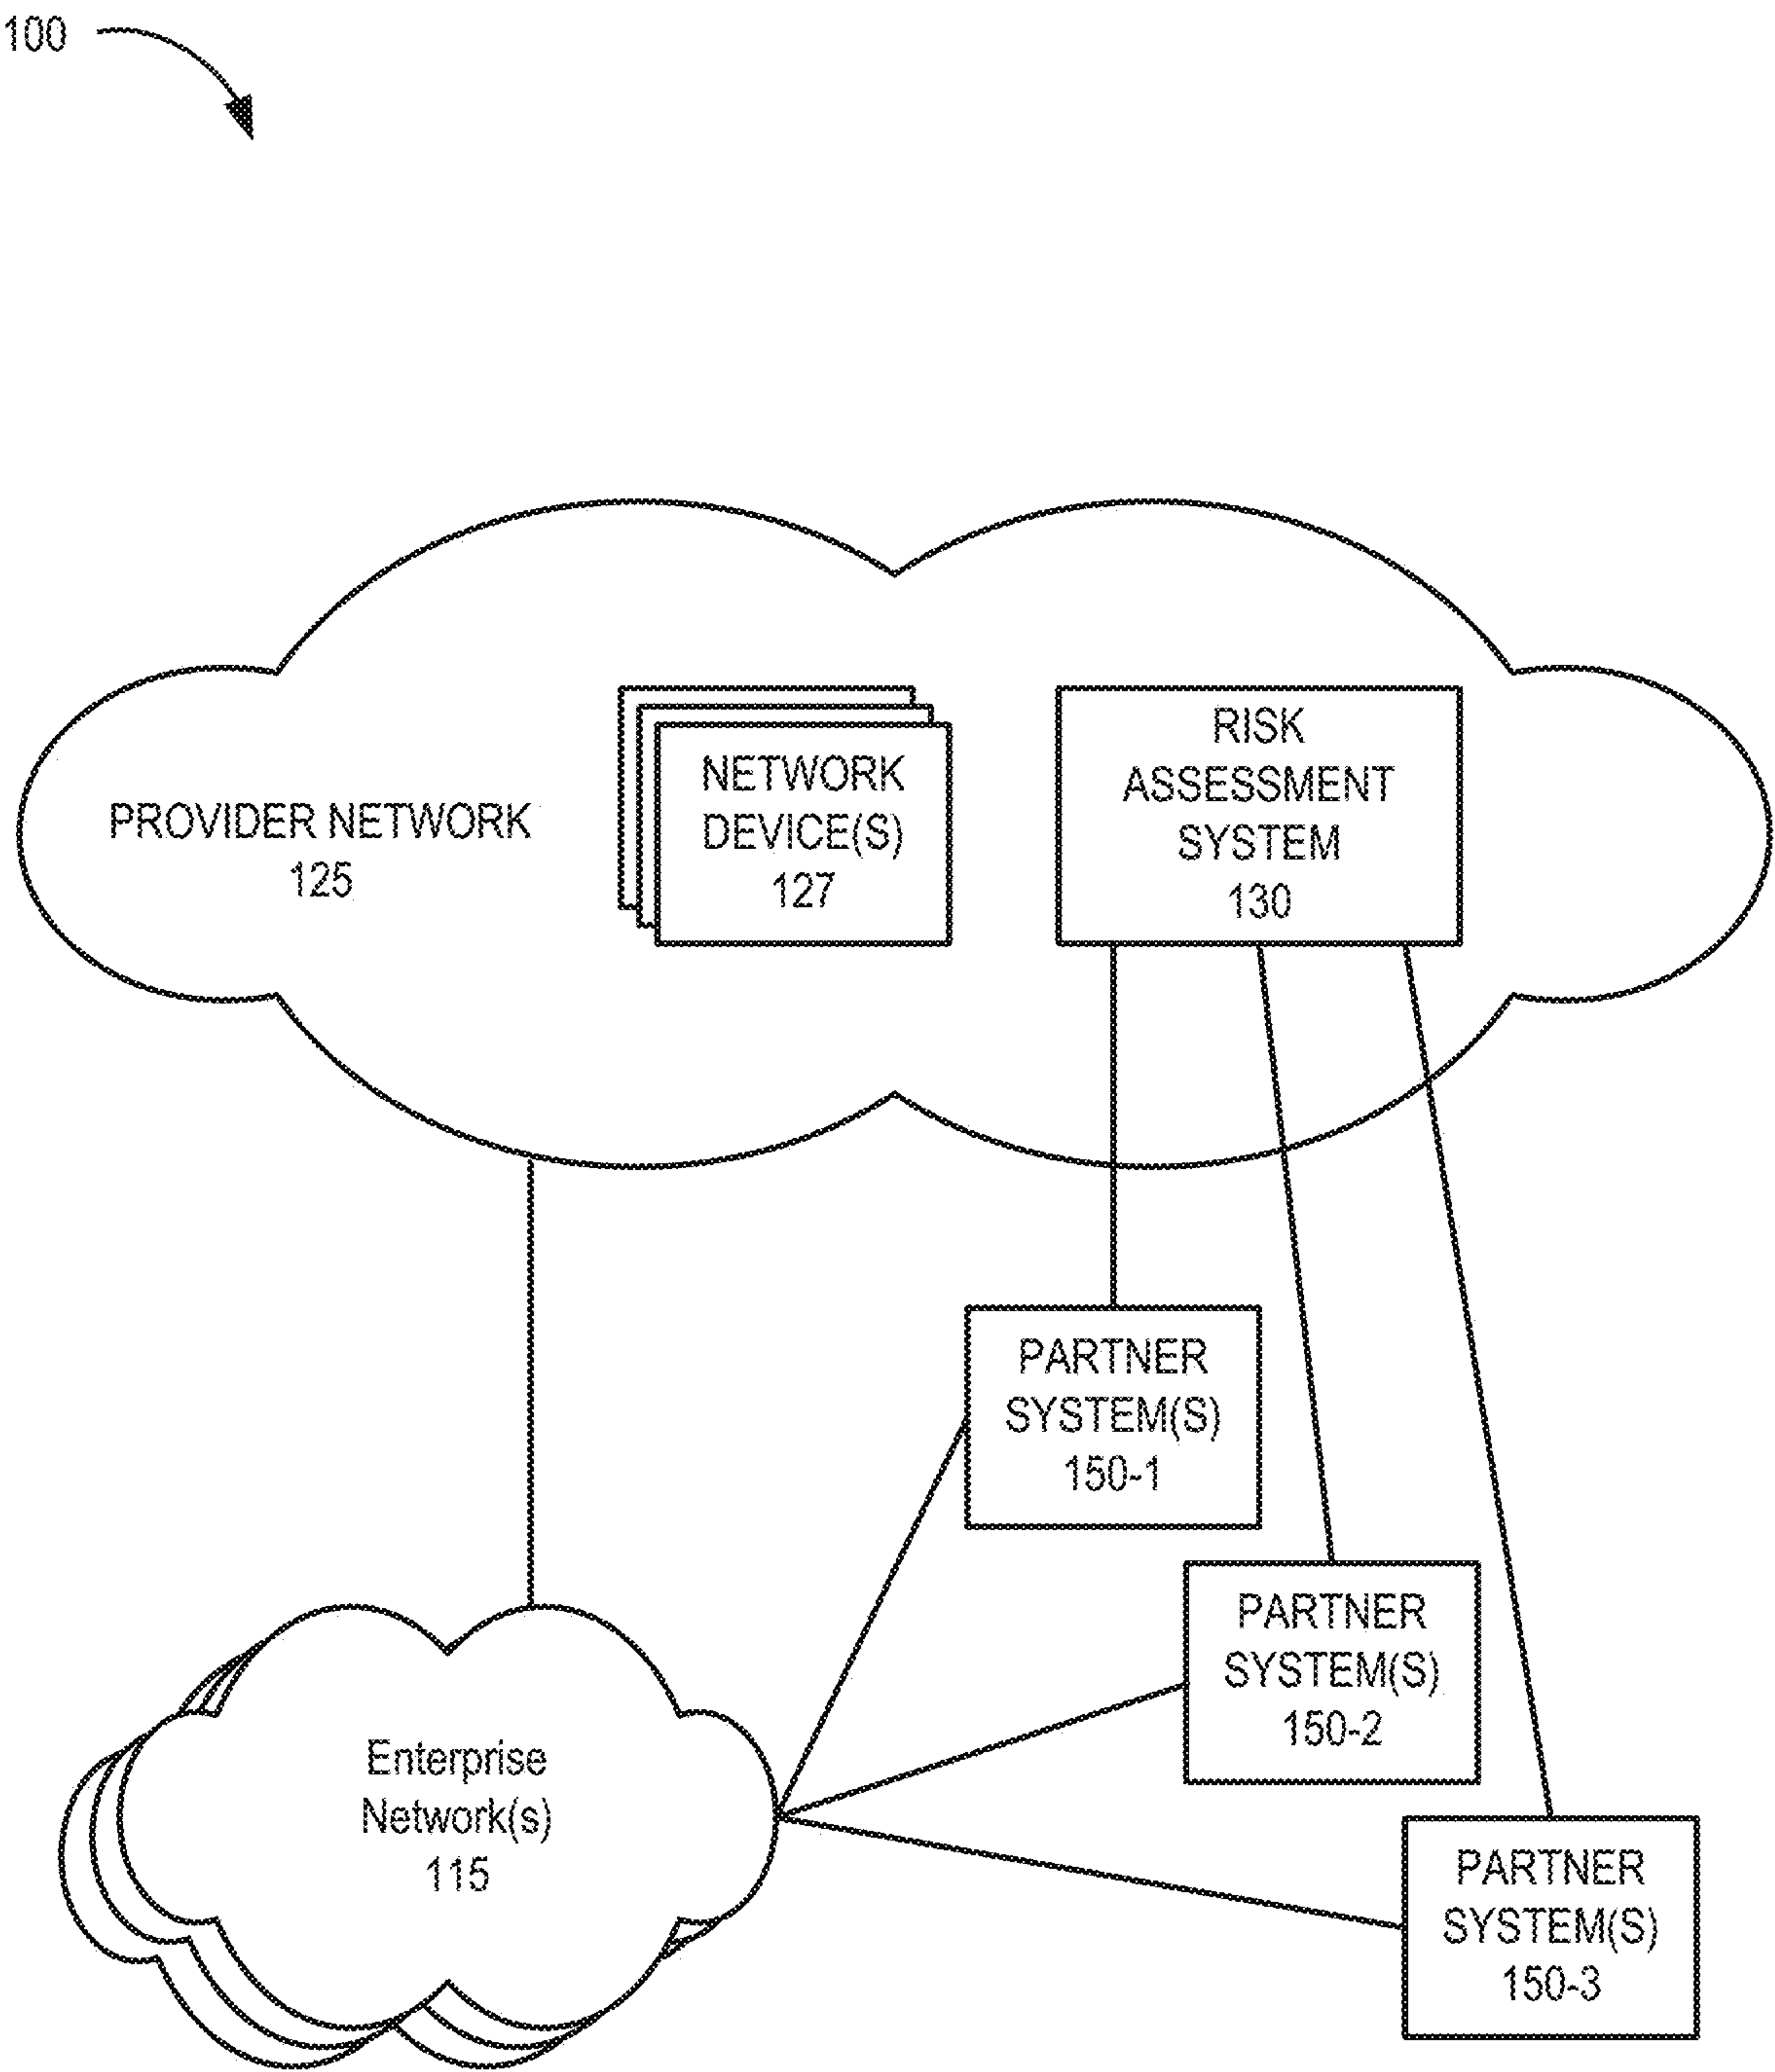 100
PROVIDER NETWORK
125
NETWORK
DEVICE(S)
127
RISK
ASSESSMENT
SYSTEM
130
PARTNER
SYSTEM(S)
150-1
PARTNER
SYSTEM(S)
150-2
Enterprise
Network(s)
115
PARTNER
SYSTEM(S)
150-3